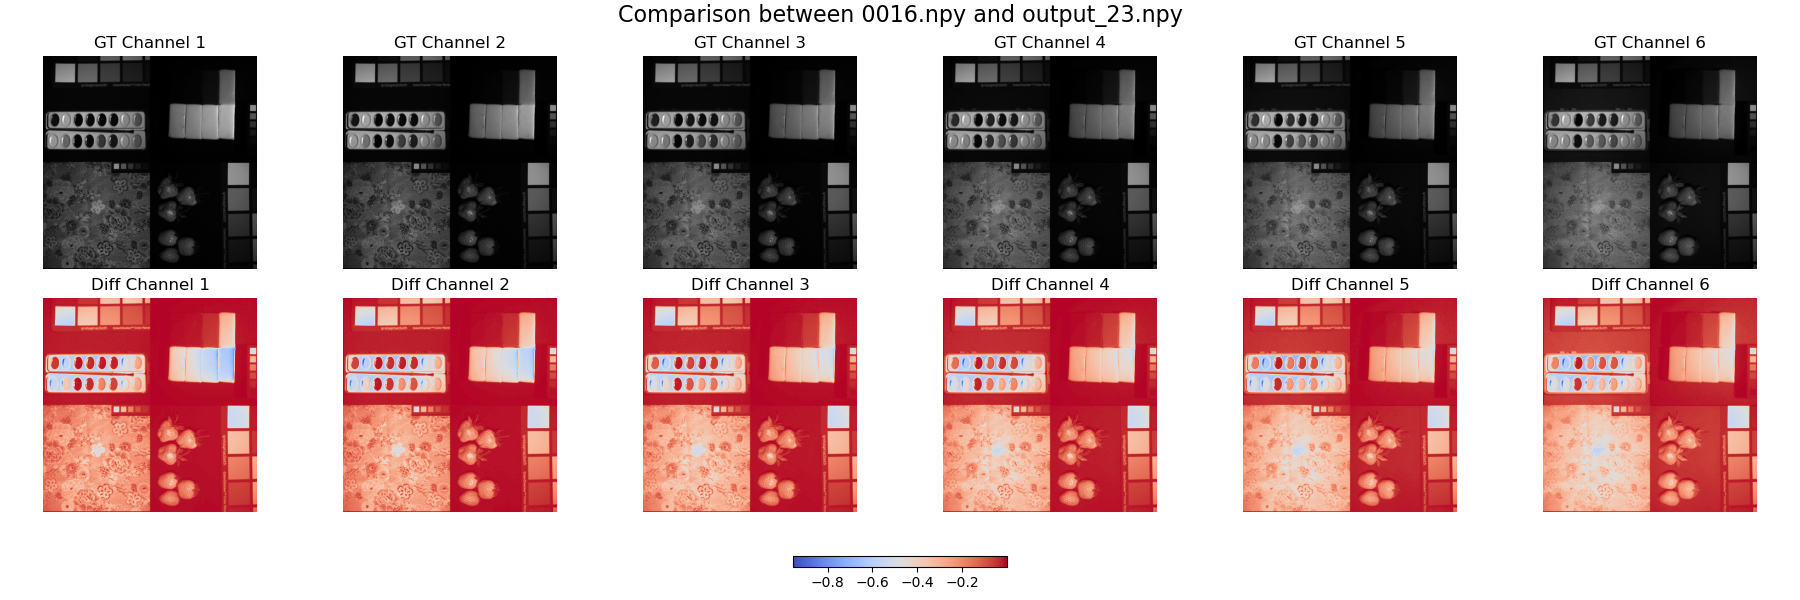 Comparison between 0016.npy and output_23.npy
GT Channel 1
GT Channel 2
GT Channel 3
GT Channel 4
GT Channel 5
GT Channel 6
Diff Channel 1
Diff Channel 2
Diff Channel 3
Diff Channel 4
Diff Channel 5
Diff Channel 6
−0.8 −0.6 −0.4 −0.2